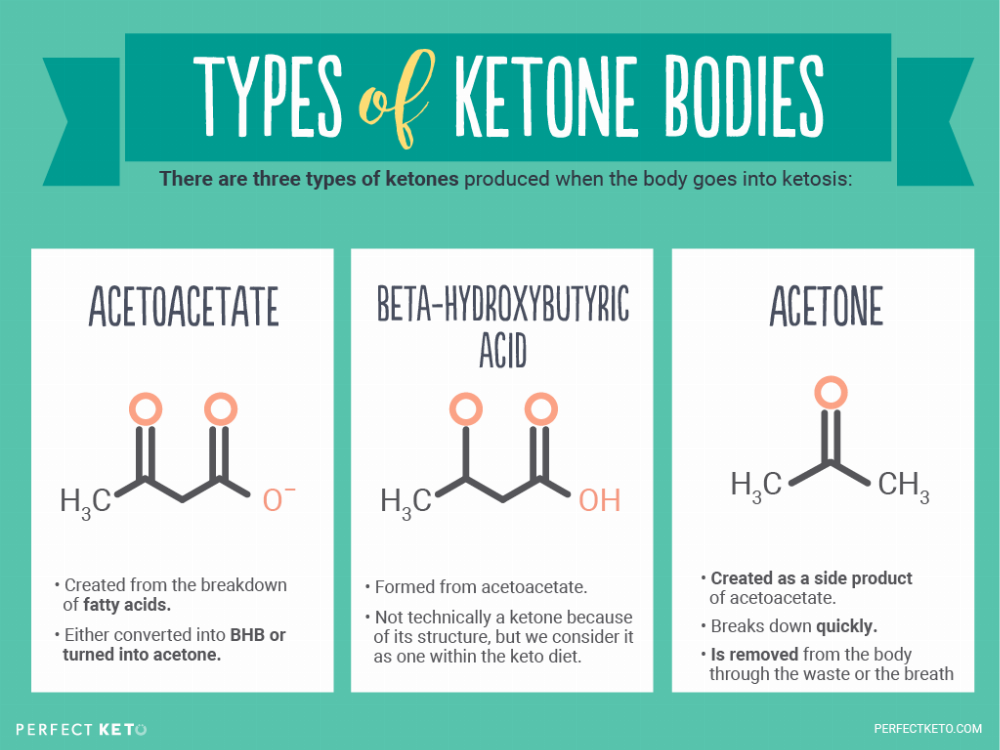 TYPES of KETONE BODIES
There are three types of ketones produced when the body goes into ketosis:
ACETOACETATE
O O
H3C O−
• Created from the breakdown
of fatty acids.
• Either converted into BHB or
turned into acetone.
BETA-HYDROXYBUTYRIC
ACID
O O
H3C OH
• Formed from acetoacetate.
• Not technically a ketone because
of its structure, but we consider it
as one within the keto diet.
ACETONE
O
H3C CH3
• Created as a side product
of acetoacetate.
• Breaks down quickly.
• Is removed from the body
through the waste or the breath
PERFECT KETO
PERFECTKETO.COM